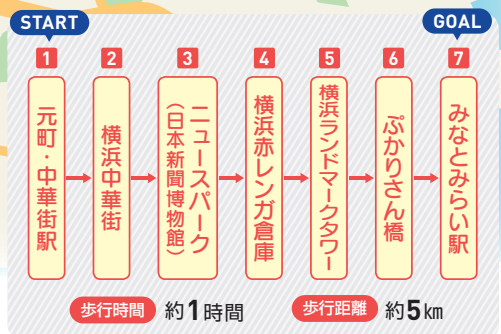 START
GOAL
1
2
3
4
5
6
7
元町・中華街駅
横浜中華街
ニュースパーク
(日本新聞博物館)
横浜赤レンガ倉庫
横浜ランドマークタワー
ぷかりさん橋
みなとみらい駅
歩行時間 約1時間
歩行距離 約5km